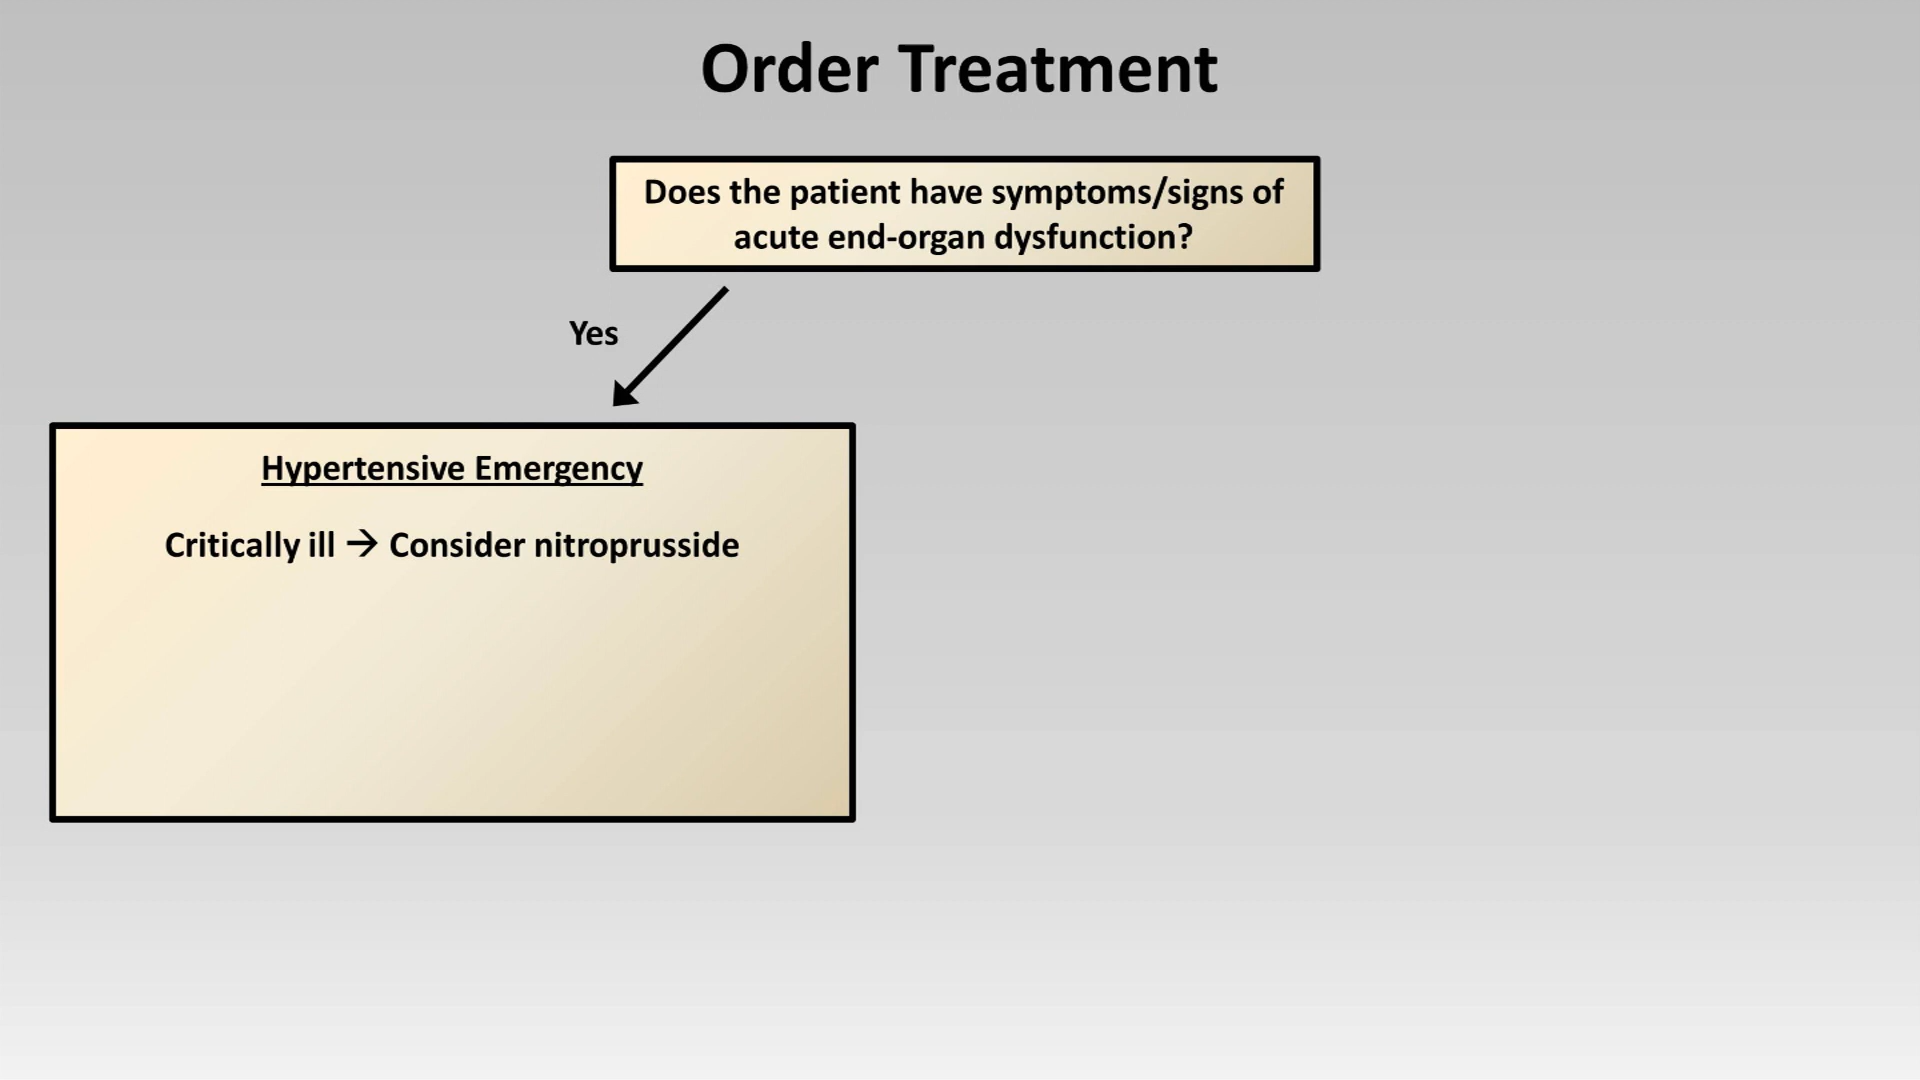 Order Treatment
Does the patient have symptoms/signs of
acute end-organ dysfunction?
Yes
Hypertensive Emergency
Critically ill → Consider nitroprusside